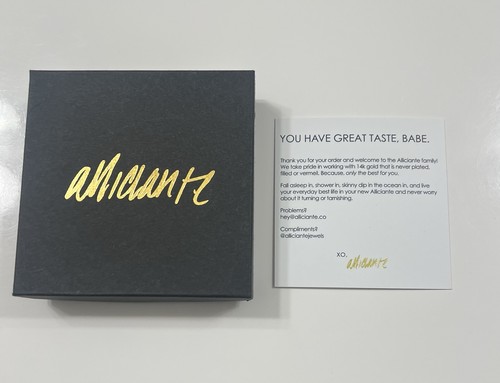 alliciante
YOU HAVE GREAT TASTE, BABE.
Thank you for your order and welcome to the Alliciante family!
We take pride in working with 14k gold that is never plated,
filled or vermeil. Because, only the best for you.
Fall asleep in, shower in, skinny dip in the ocean in, and live
your everyday best life in your new Alliciante and never worry
about it turning or tarnishing.
Problems?
hey@alliciante.co
Compliments?
@alliciantejewels
XO,
alliciante